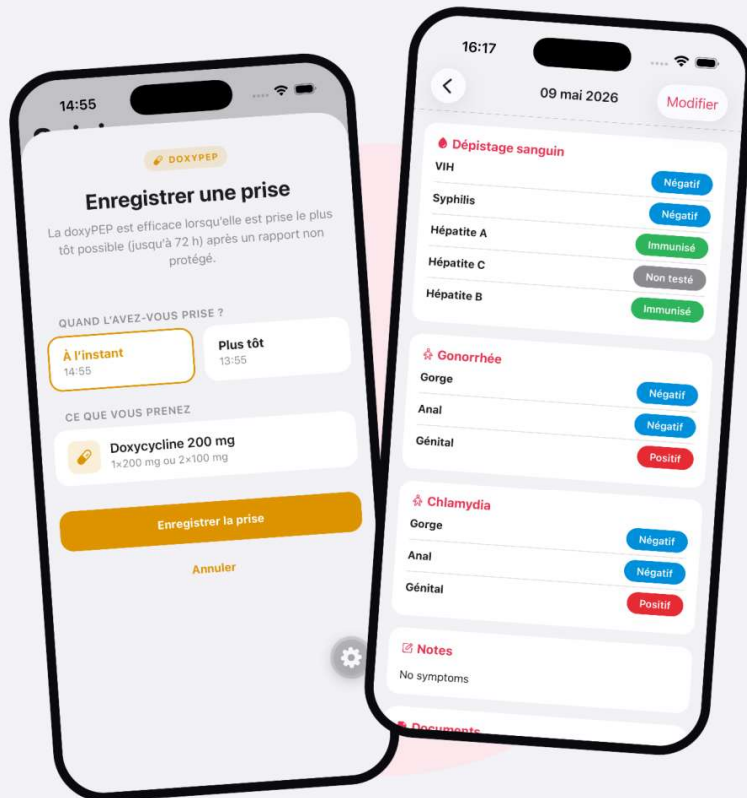 14:55
DOXYPEP
Enregistrer une prise
La doxyPEP est efficace lorsqu'elle est prise le plus
tôt possible (jusqu'à 72 h) après un rapport non
protégé.
QUAND L'AVEZ-VOUS PRISE ?
À l'instant
14:55
Plus tôt
13:55
CE QUE VOUS PRENEZ
Doxycycline 200 mg
1×200 mg ou 2×100 mg
Enregistrer la prise
Annuler
16:17
09 mai 2026
Modifier
Dépistage sanguin
VIH
Négatif
Syphilis
Négatif
Hépatite A
Immunisé
Hépatite C
Non testé
Hépatite B
Immunisé
Gonorrhée
Gorge
Négatif
Anal
Négatif
Génital
Positif
Chlamydia
Gorge
Négatif
Anal
Négatif
Génital
Positif
Notes
No symptoms
Documents